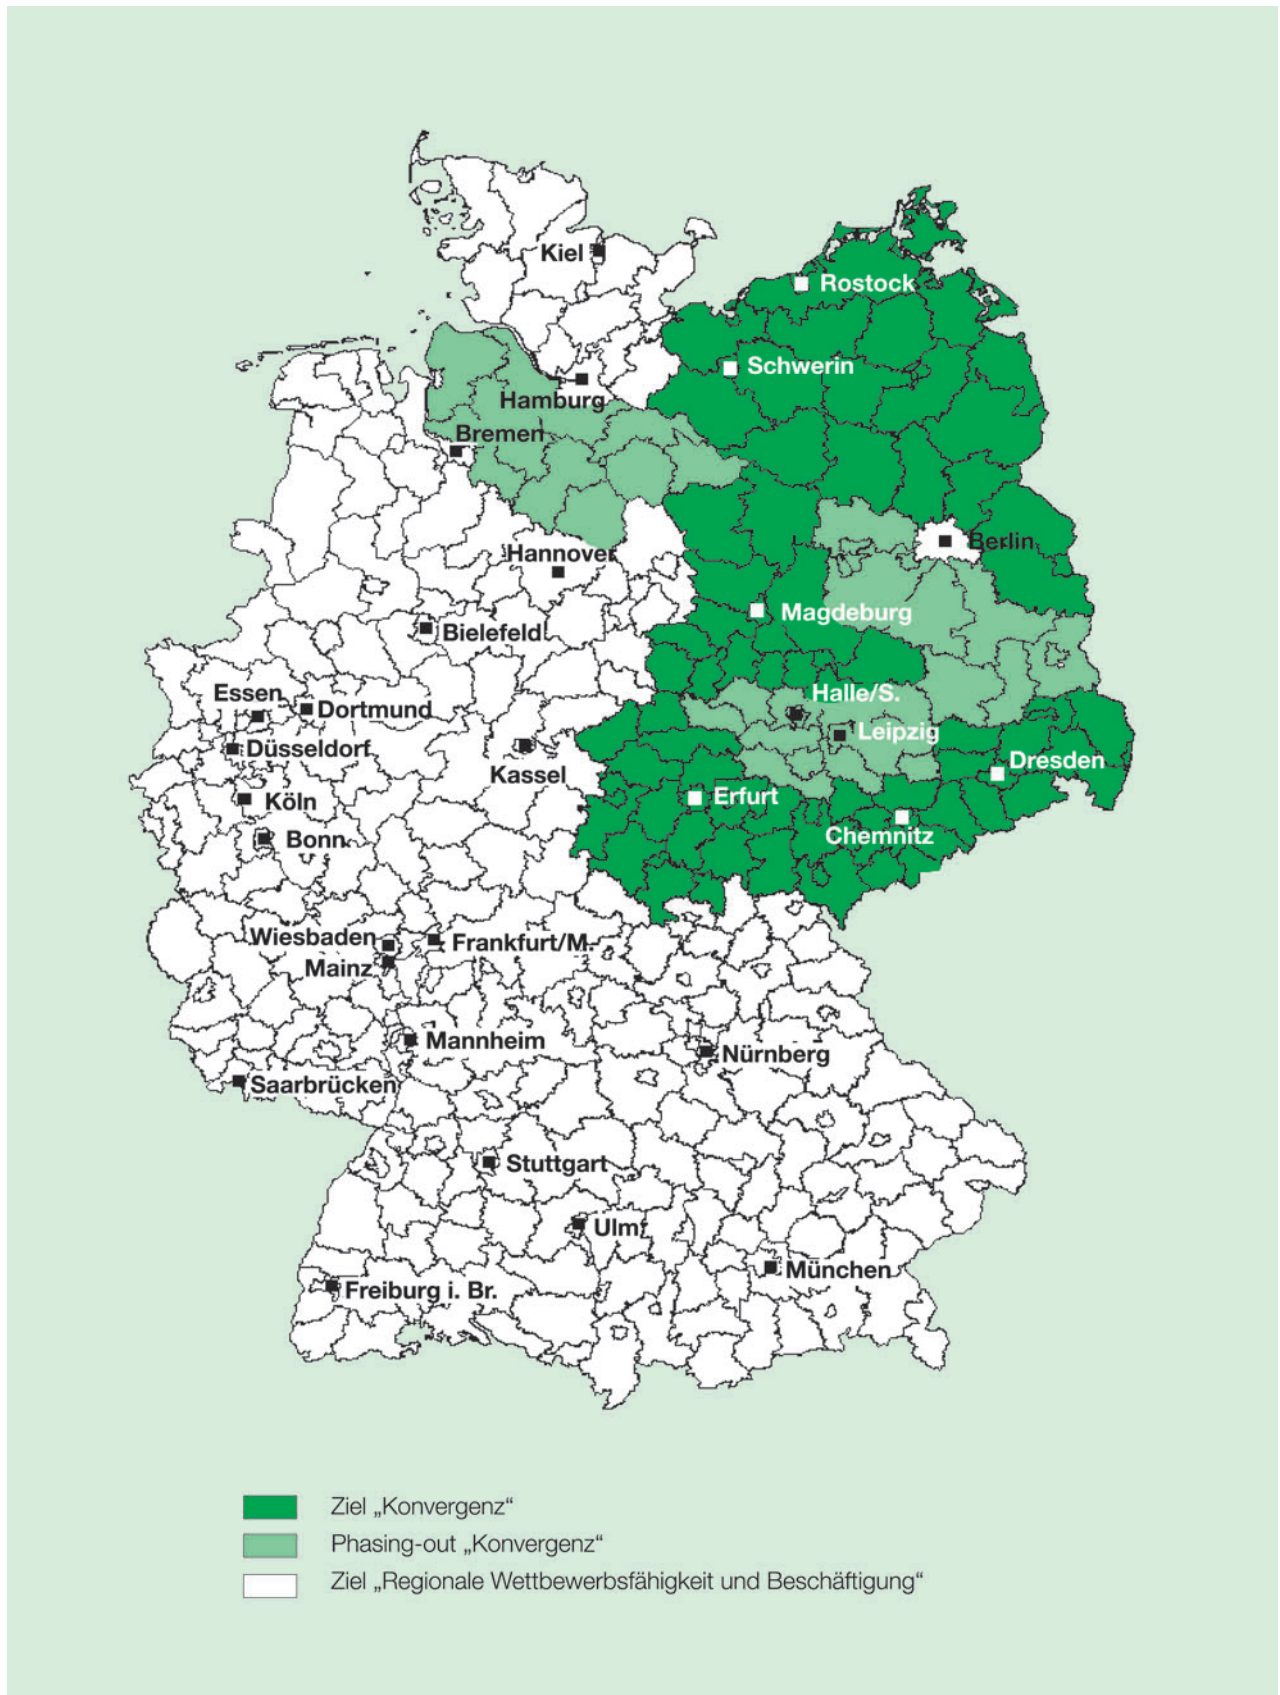 Kiel
Rostock
Schwerin
Hamburg
Bremen
Berlin
Hannover
Magdeburg
Bielefeld
Essen
Halle/S.
Dortmund
Leipzig
Düsseldorf
Dresden
Kassel
Erfurt
Köln
Chemnitz
Bonn
Wiesbaden
Frankfurt/M.
Mainz
Mannheim
Nürnberg
Saarbrücken
Stuttgart
Ulm
München
Freiburg i. Br.
Ziel „Konvergenz“
Phasing-out „Konvergenz“
Ziel „Regionale Wettbewerbsfähigkeit und Beschäftigung“